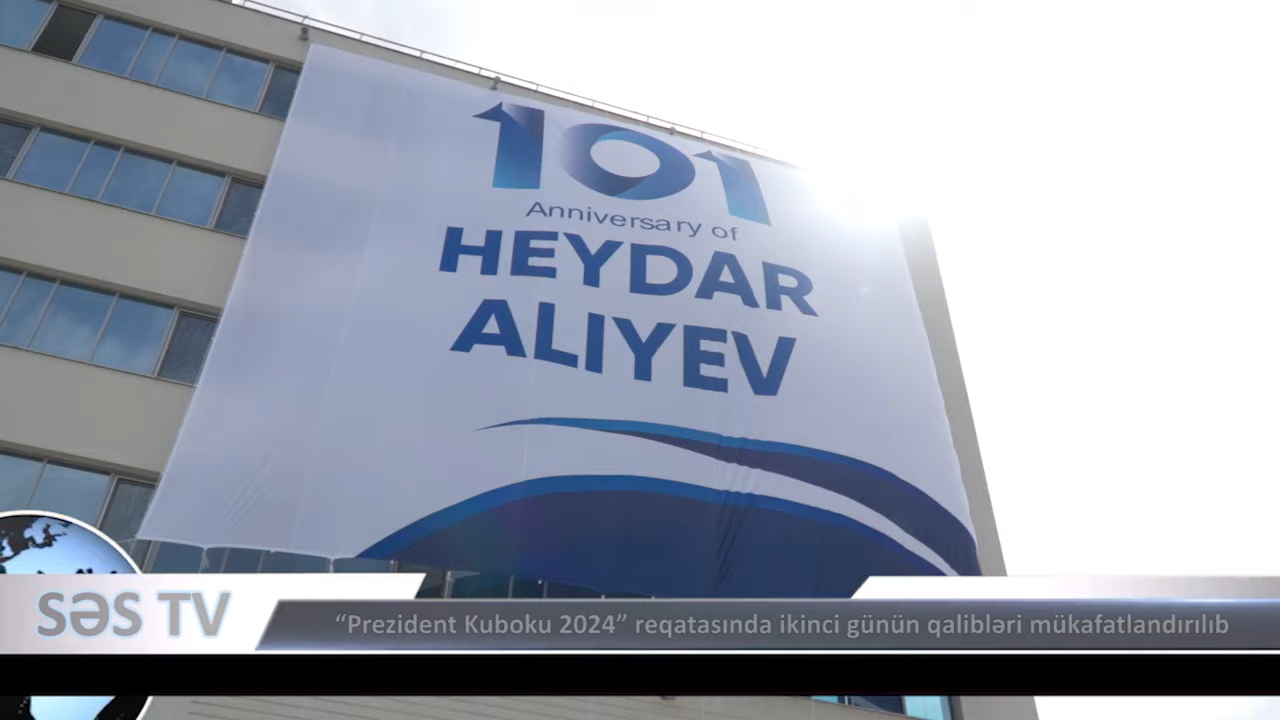 101
Anniversary of
HEYDAR
ALIYEV
SƏS TV
“Prezident Kuboku 2024” reqatasında ikinci günün qalibləri mükafatlandırılıb